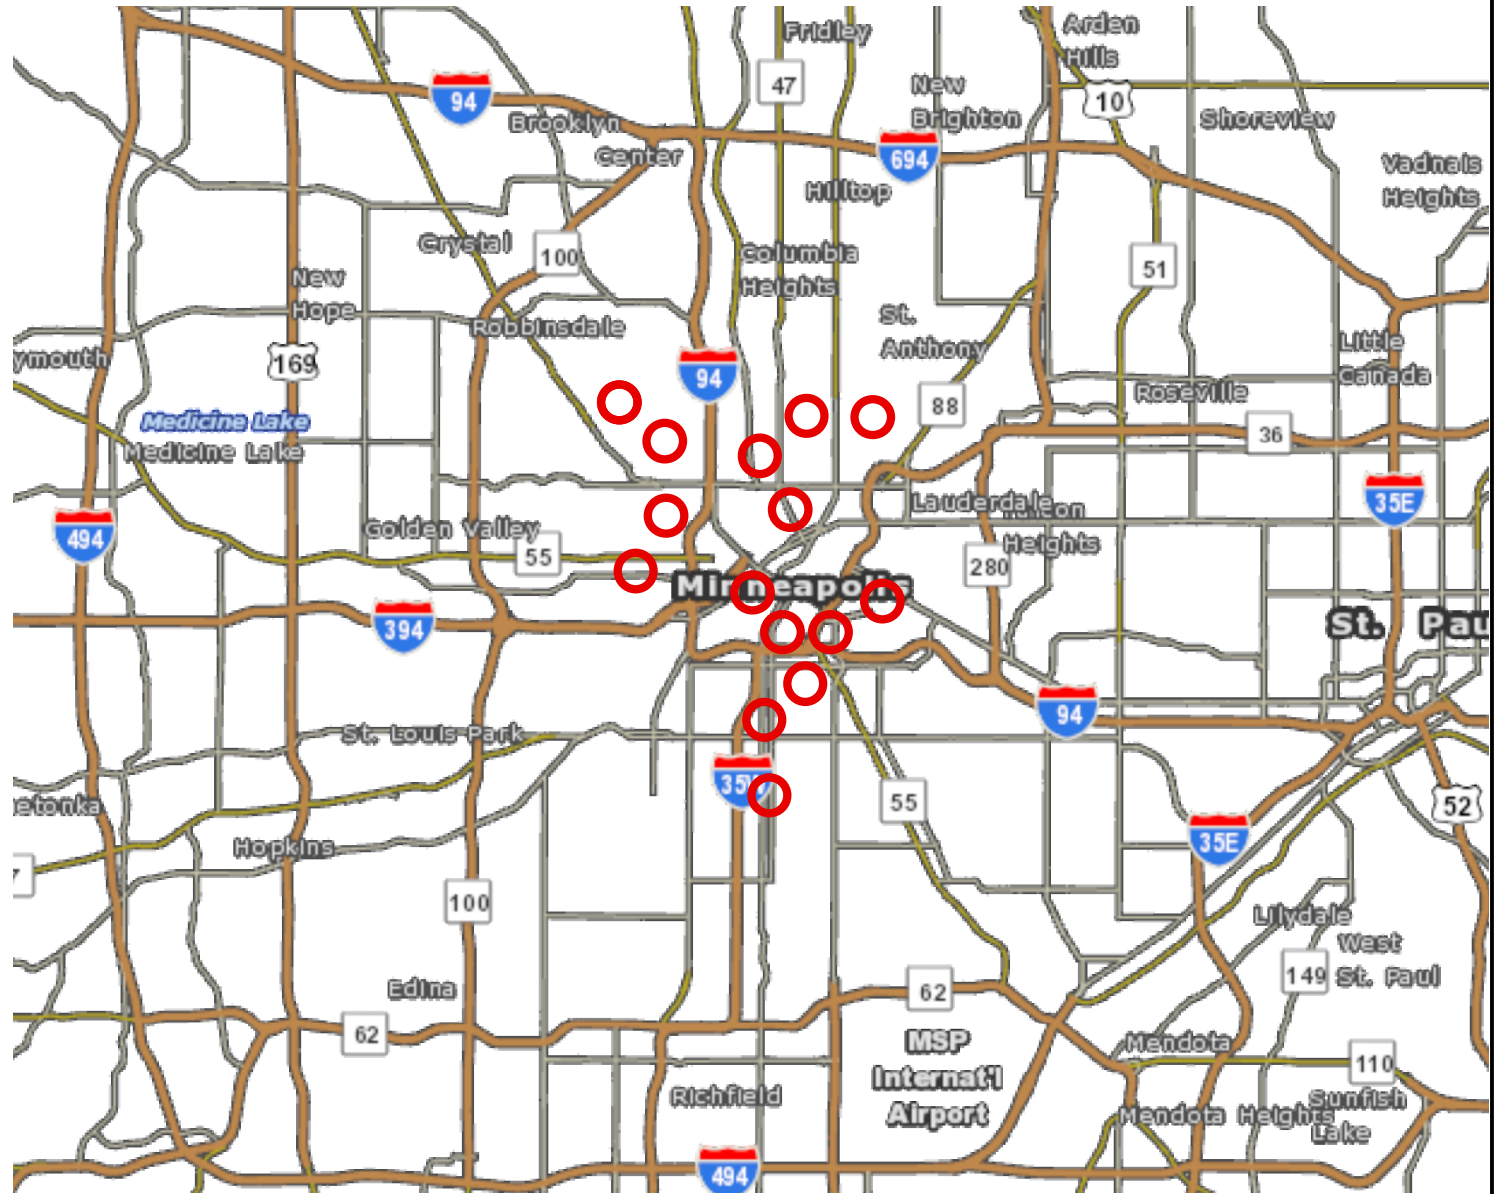 Fridley
Arden
Hills
47
94
New
Brighton
10
Shoreview
Brooklyn
Center
694
Vadnais
Heights
Hilltop
Crystal
100
Columbia
Heights
51
New
Hope
Robbinsdale
St.
Anthony
Little
Canada
ymouth
169
94
Roseville
88
36
Medicine Lake
Medicine Lake
35E
Lauderdale
Heights
Golden Valley
494
55
280
Minneapolis
St. Pau
394
94
St. Louis Park
35W
55
etonka
52
Hopkins
35E
7
100
Lilydale
West
St. Paul
149
Edina
62
62
MSP
Internat'l
Airport
Mendota
110
Richfield
Mendota Heights
Sunfish
Lake
494